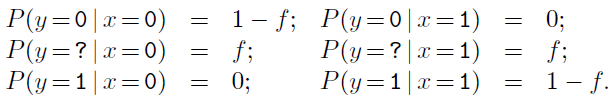 P(y=0 | x=0) = 1 − f; P(y=0 | x=1) = 0;
P(y=? | x=0) = f; P(y=? | x=1) = f;
P(y=1 | x=0) = 0; P(y=1 | x=1) = 1 − f.